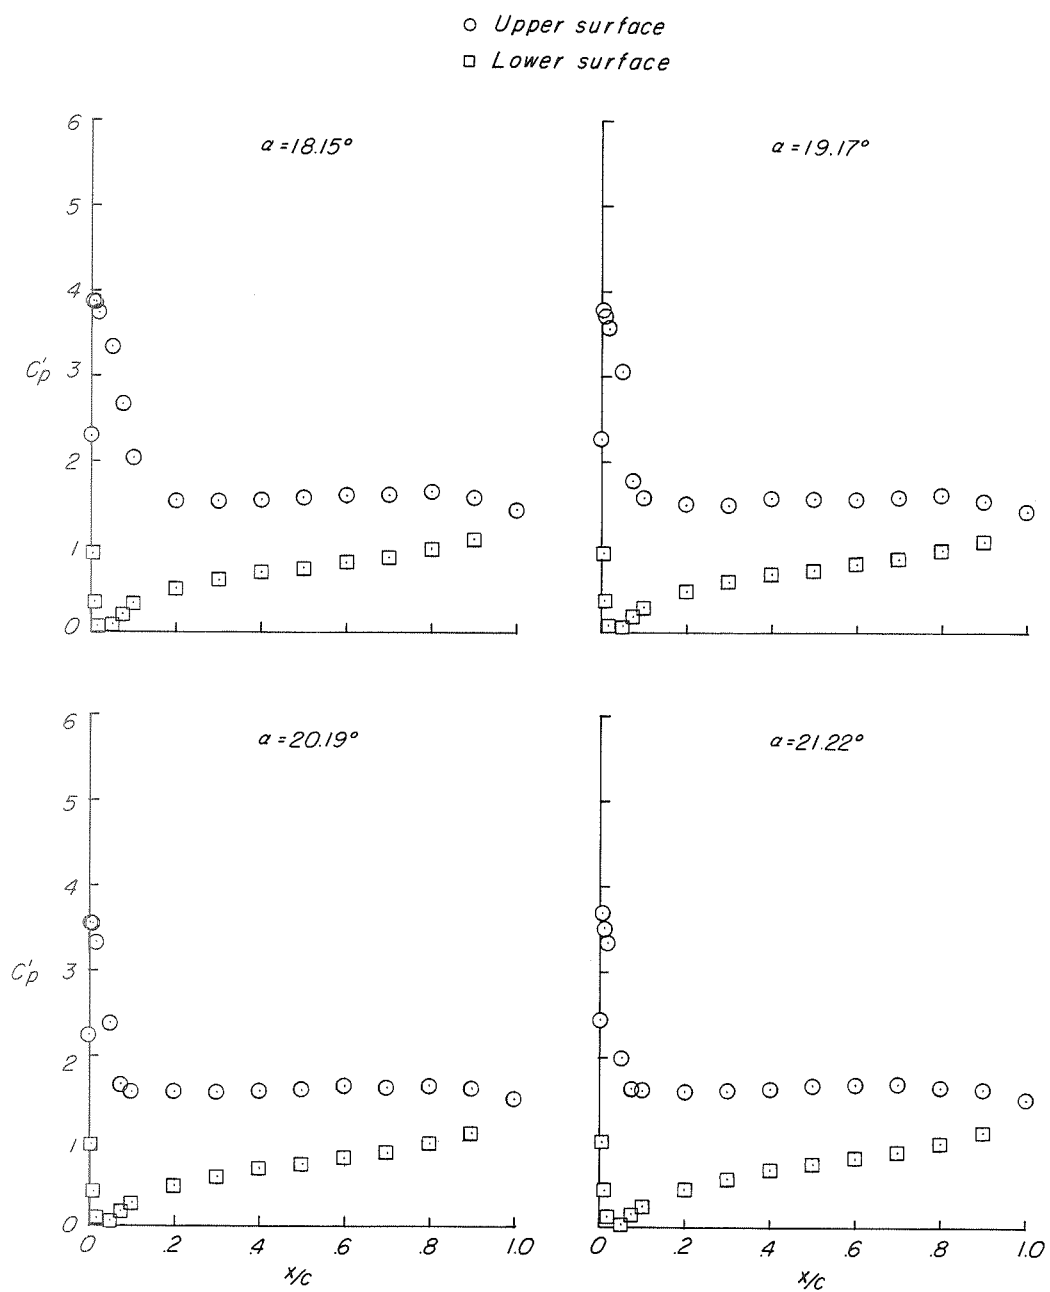 Upper surface
Lower surface
α = 18.15°
α = 19.17°
6
5
4
C'p 3
2
1
0
α = 20.19°
α = 21.22°
6
5
4
C'p 3
2
1
0
0 .2 .4 .6 .8 1.0
0 .2 .4 .6 .8 1.0
x/c
x/c